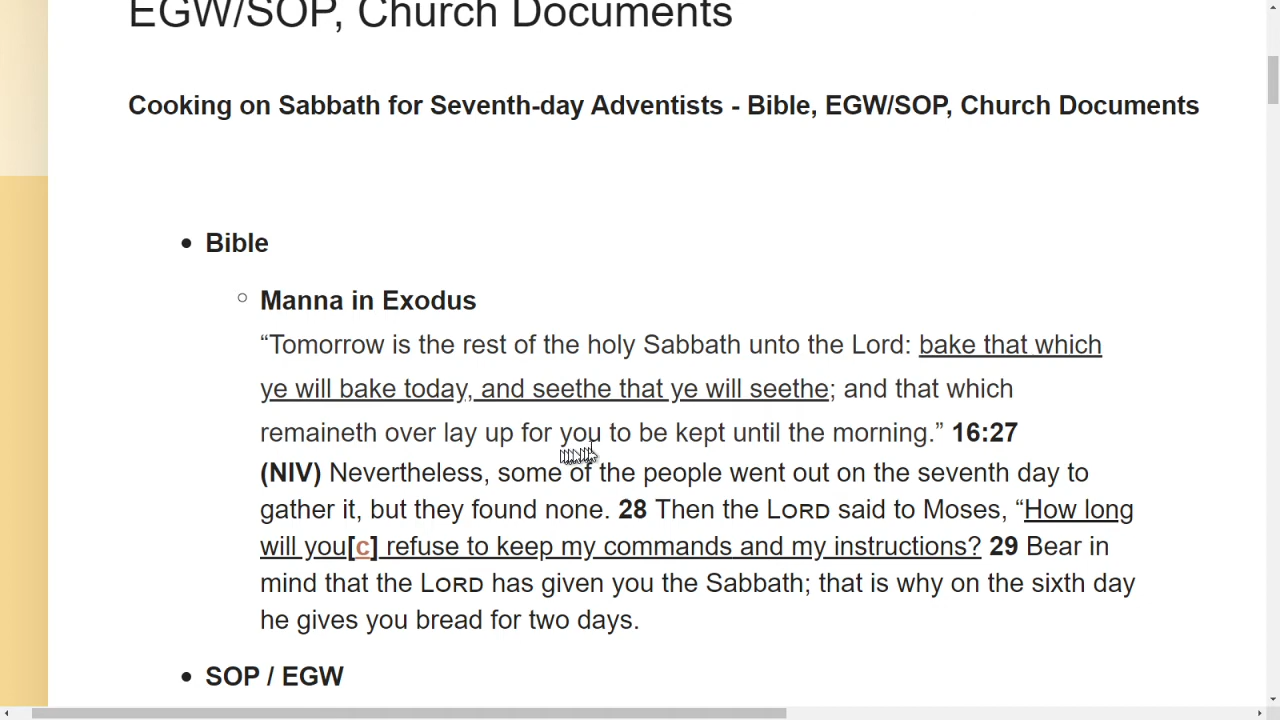 EGW/SOP, Church Documents
Cooking on Sabbath for Seventh-day Adventists - Bible, EGW/SOP, Church Documents
• Bible
○ Manna in Exodus
“Tomorrow is the rest of the holy Sabbath unto the Lord: bake that which
ye will bake today, and seethe that ye will seethe; and that which
remaineth over lay up for you to be kept until the morning.” 16:27
(NIV) Nevertheless, some of the people went out on the seventh day to
gather it, but they found none. 28 Then the LORD said to Moses, “How long
will you[c] refuse to keep my commands and my instructions? 29 Bear in
mind that the LORD has given you the Sabbath; that is why on the sixth day
he gives you bread for two days.
• SOP / EGW